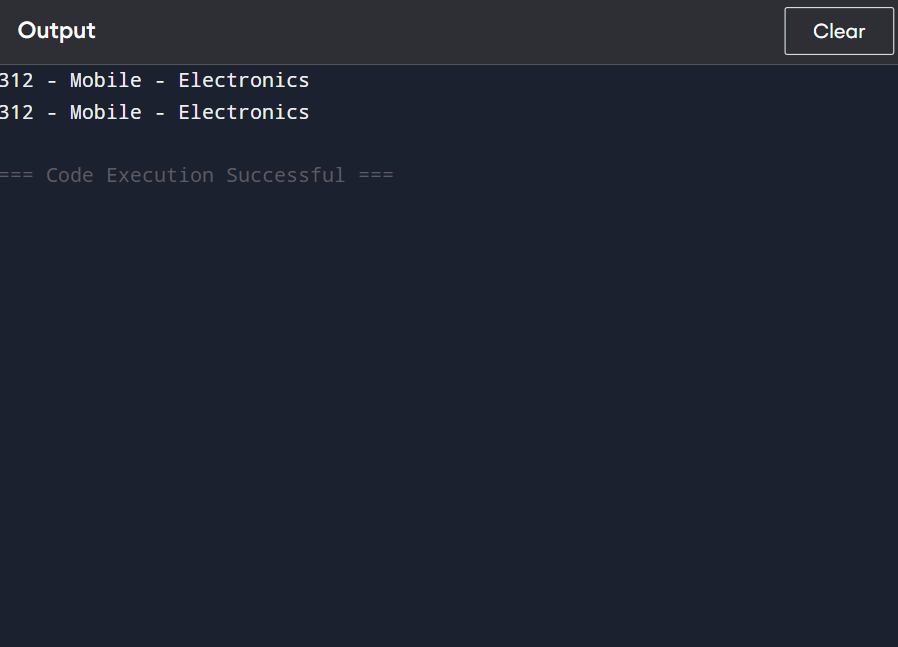 Output
Clear
312 - Mobile - Electronics
312 - Mobile - Electronics
=== Code Execution Successful ===